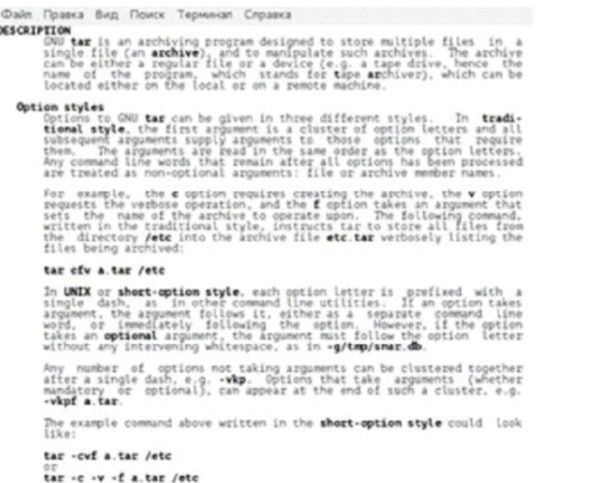 Файл Правка Вид Поиск Терминал Справка
DESCRIPTION
GNU tar is an archiving program designed to store multiple files in a
single file (an archive), and to manipulate such archives. The archive
can be either a regular file or a device (e.g. a tape drive, hence the
name of the program, which stands for tape archiver), which can be
located either on the local or on a remote machine.
Option styles
Options to GNU tar can be given in three different styles. In tradi-
tional style, the first argument is a cluster of option letters and all
subsequent arguments supply arguments to those options that require
them. The arguments are read in the same order as the option letters.
Any command line words that remain after all options has been processed
are treated as non-optional arguments: file or archive member names.
For example, the c option requires creating the archive, the v option
requests the verbose operation, and the f option takes an argument that
sets the name of the archive to operate upon. The following command,
written in the traditional style, instructs tar to store all files from
the directory /etc into the archive file etc.tar verbosely listing the
files being archived:
tar cfv a.tar /etc
In UNIX or short-option style, each option letter is prefixed with a
single dash, as in other command line utilities. If an option takes
argument, the argument follows it, either as a separate command line
word, or immediately following the option. However, if the option
takes an optional argument, the argument must follow the option letter
without any intervening whitespace, as in -g/tmp/snar.db.
Any number of options not taking arguments can be clustered together
after a single dash, e.g. -vkp. Options that take arguments (whether
mandatory or optional), can appear at the end of such a cluster, e.g.
-vkpf a.tar.
The example command above written in the short-option style could look
like:
tar -cvf a.tar /etc
or
tar -c -v -f a.tar /etc